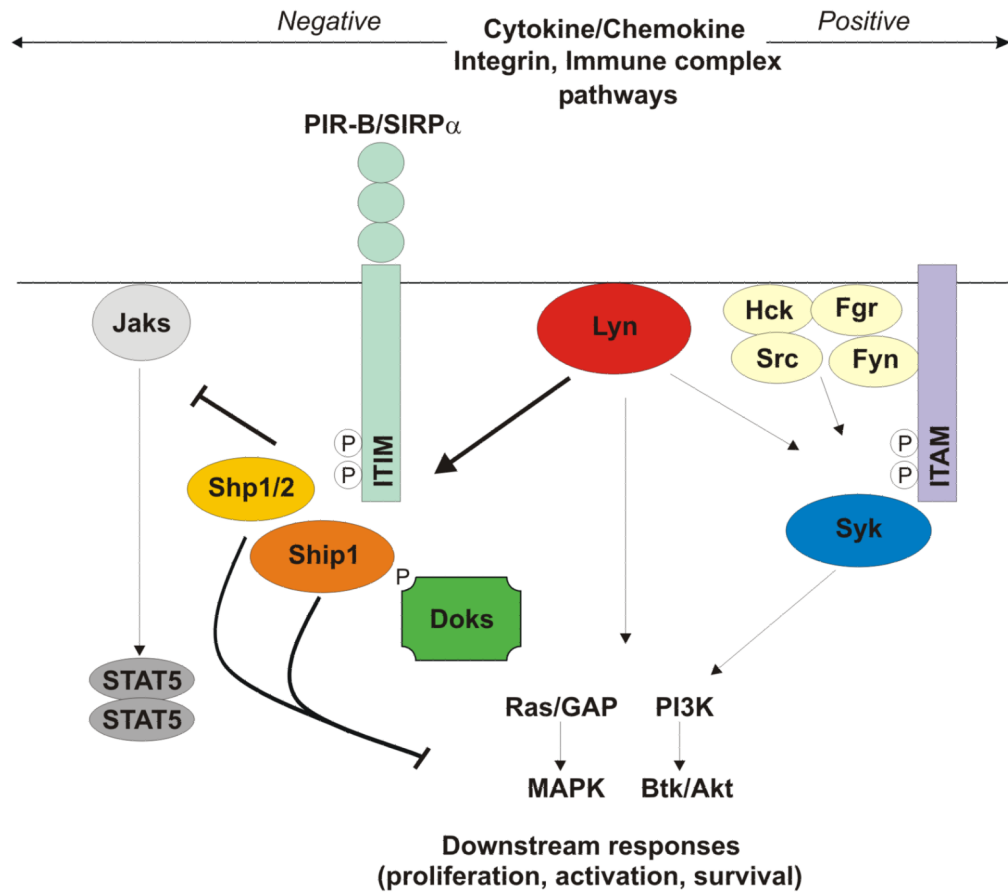 Negative
Cytokine/Chemokine
Integrin, Immune complex
pathways
Positive
PIR-B/SIRPα
Jaks
Lyn
Hck
Fgr
Src
Fyn
ITIM
P
P
ITAM
P
P
Shp1/2
Ship1
P
Doks
Syk
STAT5
STAT5
Ras/GAP
PI3K
MAPK
Btk/Akt
Downstream responses
(proliferation, activation, survival)